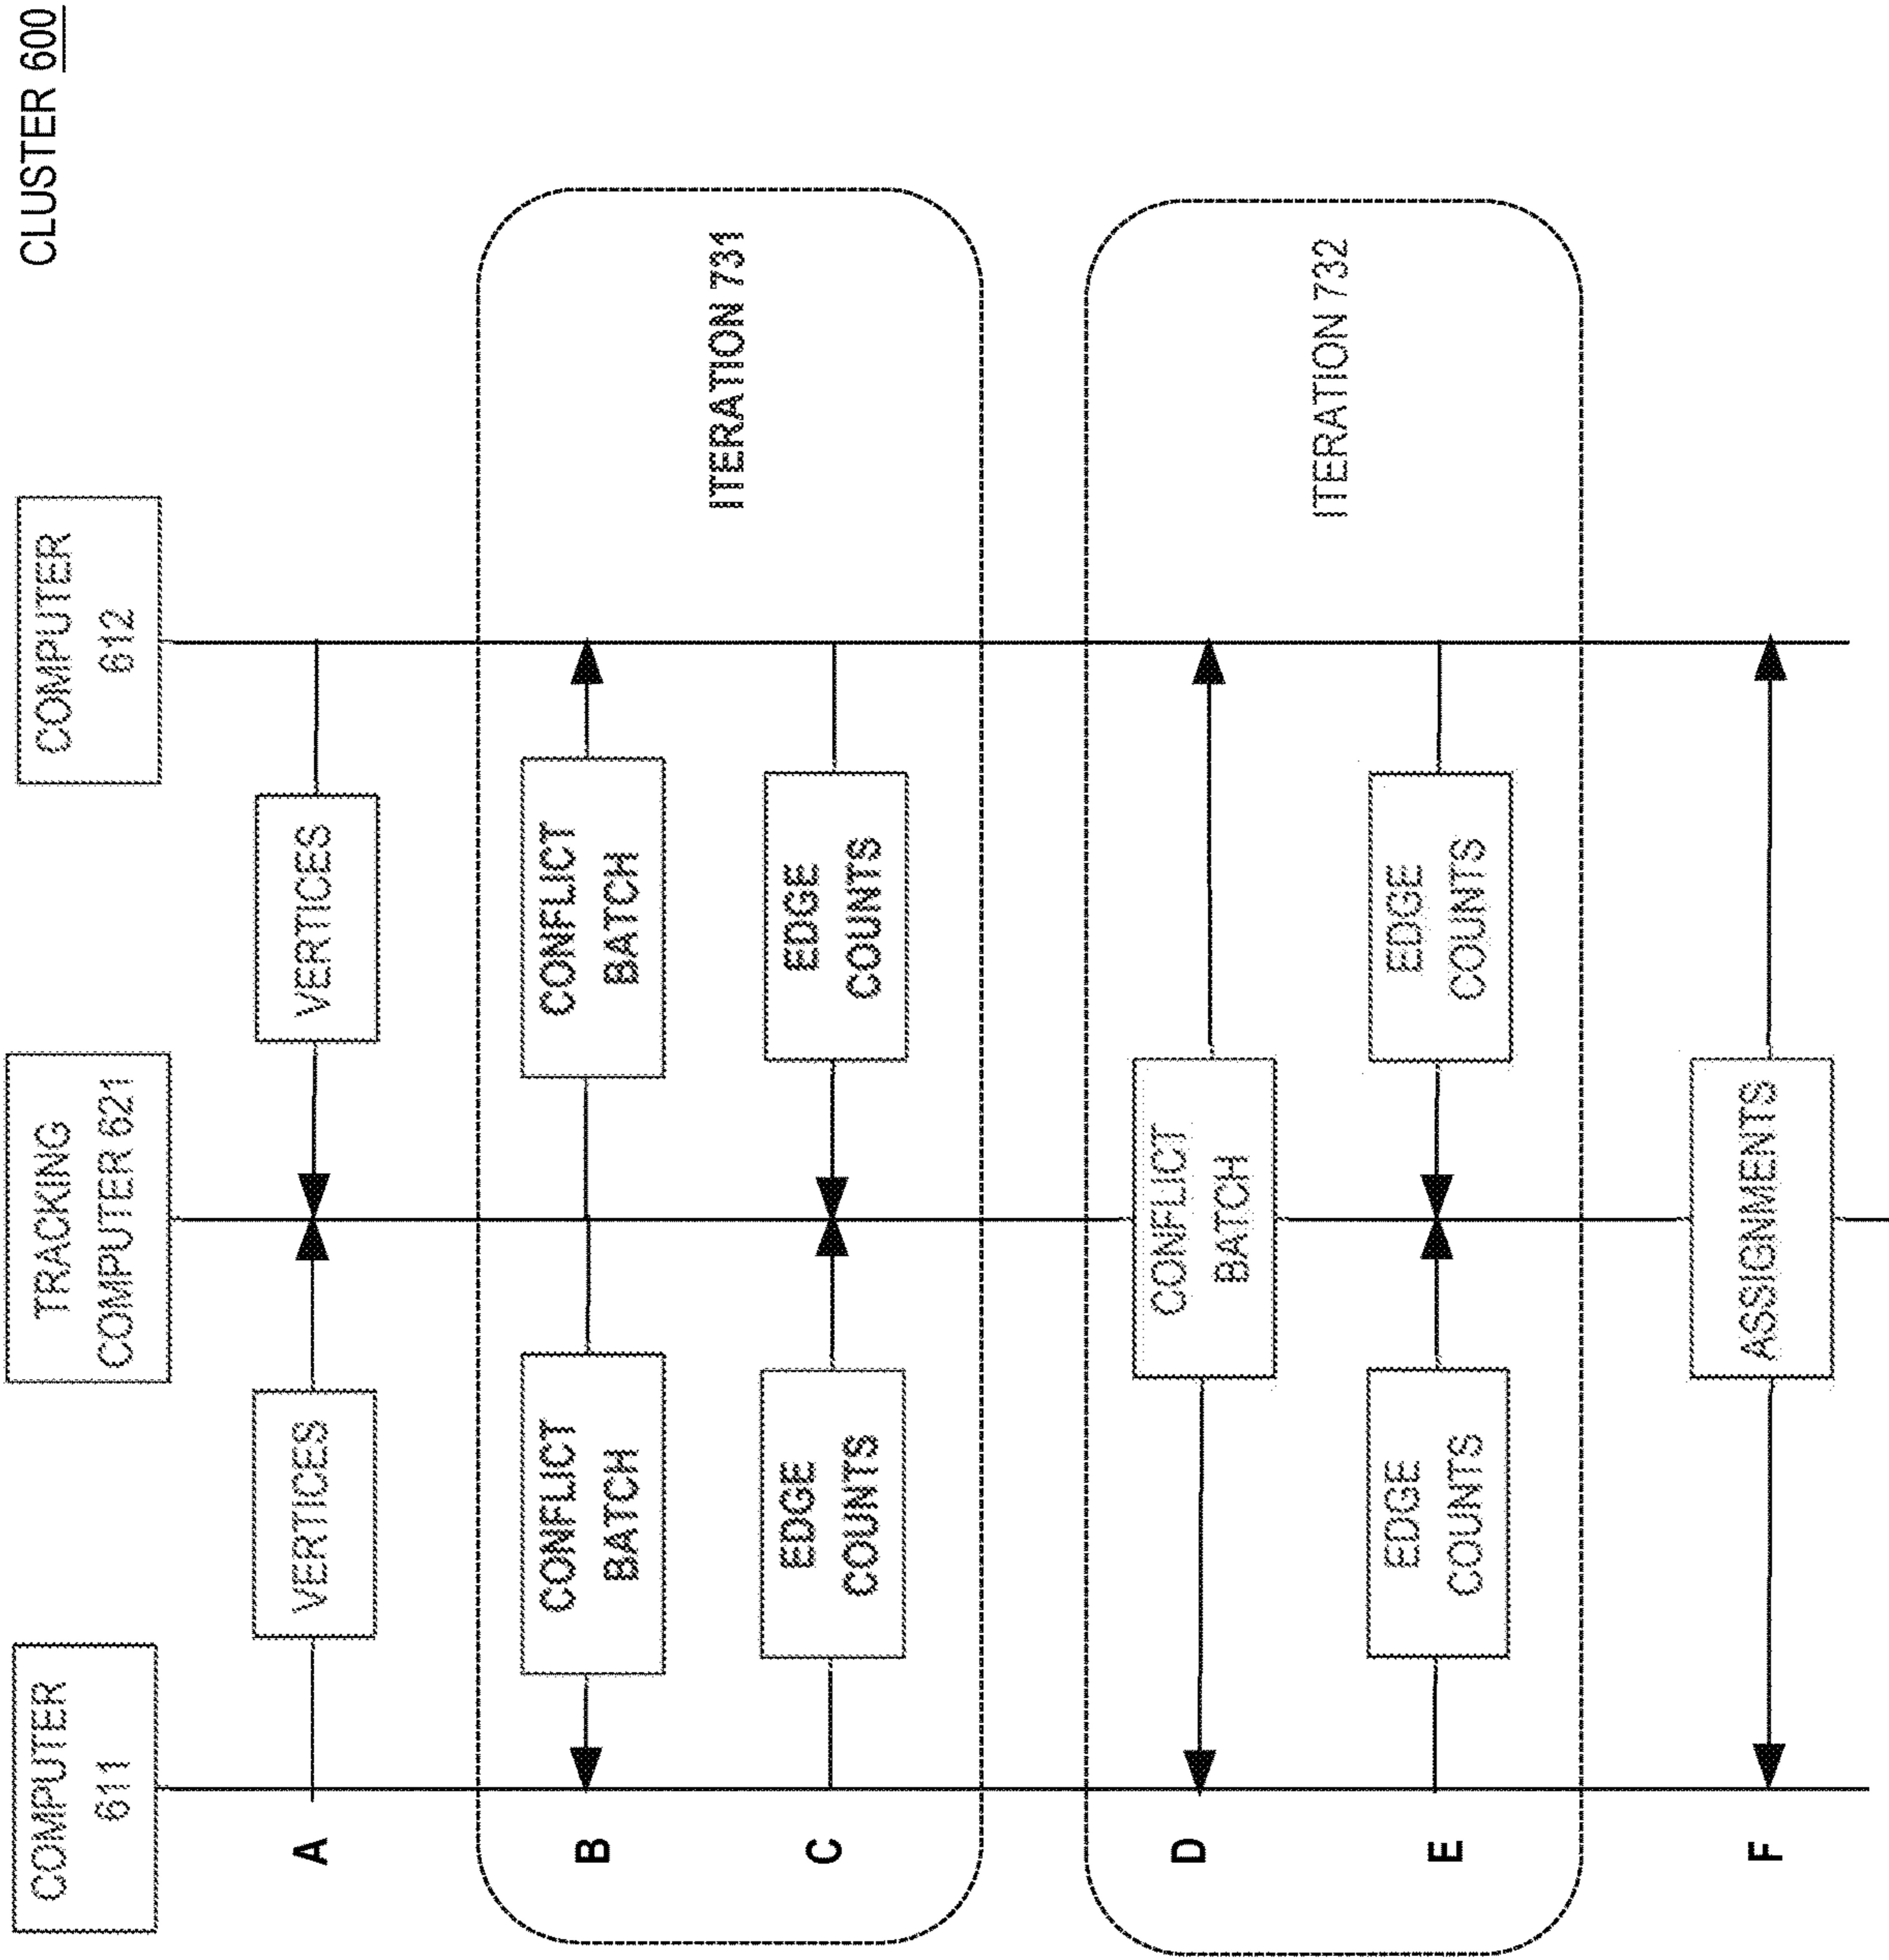 CLUSTER 600
COMPUTER
611
TRACKING
COMPUTER 621
COMPUTER
612
A
VERTICES
VERTICES
B
CONFLICT
BATCH
CONFLICT
BATCH
ITERATION 731
C
EDGE
COUNTS
EDGE
COUNTS
D
CONFLICT
BATCH
ITERATION 732
E
EDGE
COUNTS
EDGE
COUNTS
F
ASSIGNMENTS